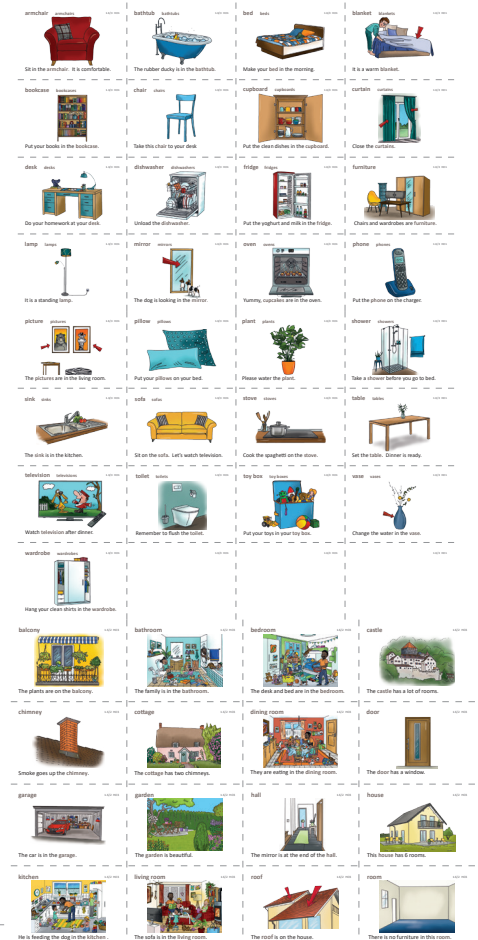 armchair armchairs
Sit in the armchair. It is comfortable.
bathtub bathtubs
The rubber ducky is in the bathtub.
bed beds
Make your bed in the morning.
blanket blankets
It is a warm blanket.
bookcase bookcases
Put your books in the bookcase.
chair chairs
Take this chair to your desk
cupboard cupboards
Put the clean dishes in the cupboard.
curtain curtains
Close the curtains.
desk desks
Do your homework at your desk.
dishwasher dishwashers
Unload the dishwasher.
fridge fridges
Put the yoghurt and milk in the fridge.
furniture
Chairs and wardrobes are furniture.
lamp lamps
It is a standing lamp.
mirror mirrors
The dog is looking in the mirror.
oven ovens
Yummy, cupcakes are in the oven.
phone phones
Put the phone on the charger.
picture pictures
The pictures are in the living room.
pillow pillows
Put your pillows on your bed.
plant plants
Please water the plant.
shower showers
Take a shower before you go to bed.
sink sinks
The sink is in the kitchen.
sofa sofas
Sit on the sofa. Let's watch television.
stove stoves
Cook the spaghetti on the stove.
table tables
Set the table. Dinner is ready.
television televisions
Watch television after dinner.
toilet toilets
Remember to flush the toilet.
toy box toy boxes
Put your toys in your toy box.
vase vases
Change the water in the vase.
wardrobe wardrobes
Hang your clean shirts in the wardrobe.
balcony
The plants are on the balcony.
bathroom
The family is in the bathroom.
bedroom
The desk and bed are in the bedroom.
castle
The castle has a lot of rooms.
chimney
Smoke goes up the chimney.
cottage
The cottage has two chimneys.
dining room
They are eating in the dining room.
door
The door has a window.
garage
The car is in the garage.
garden
The garden is beautiful.
hall
The mirror is at the end of the hall.
house
This house has 6 rooms.
kitchen
He is feeding the dog in the kitchen.
living room
The sofa is in the living room.
roof
The roof is on the house.
room
There is no furniture in this room.